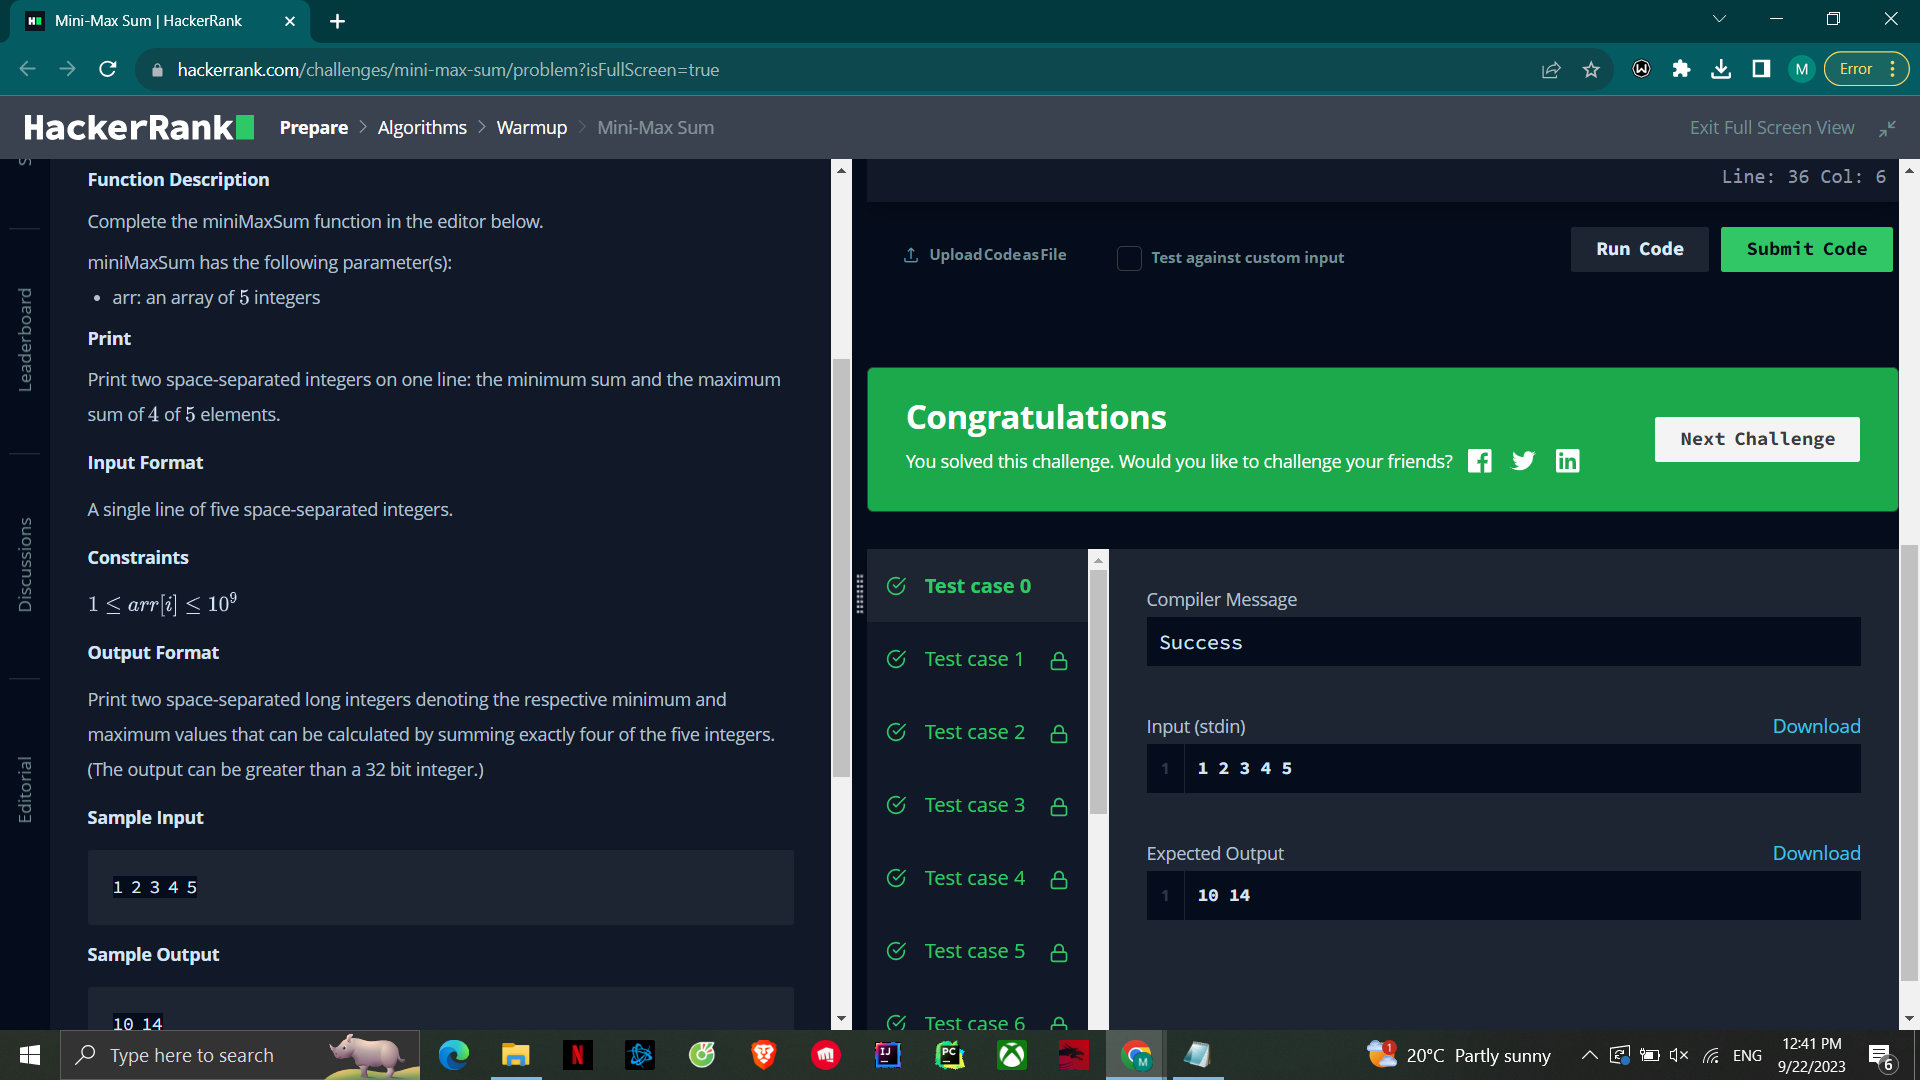 Mini-Max Sum | HackerRank
hackerrank.com/challenges/mini-max-sum/problem?isFullScreen=true
M
Error
HackerRank
Prepare > Algorithms > Warmup > Mini-Max Sum
Exit Full Screen View
Leaderboard
Discussions
Editorial
Function Description
Complete the miniMaxSum function in the editor below.
miniMaxSum has the following parameter(s):
• arr: an array of 5 integers
Print
Print two space-separated integers on one line: the minimum sum and the maximum
sum of 4 of 5 elements.
Input Format
A single line of five space-separated integers.
Constraints
1 ≤ arr[i] ≤ 10⁹
Output Format
Print two space-separated long integers denoting the respective minimum and
maximum values that can be calculated by summing exactly four of the five integers.
(The output can be greater than a 32 bit integer.)
Sample Input
1 2 3 4 5
Sample Output
10 14
Line: 36 Col: 6
Upload Code as File
Test against custom input
Run Code
Submit Code
Congratulations
You solved this challenge. Would you like to challenge your friends?
Next Challenge
Test case 0
Test case 1
Test case 2
Test case 3
Test case 4
Test case 5
Test case 6
Compiler Message
Success
Input (stdin)
Download
1
1 2 3 4 5
Expected Output
Download
1
10 14
Type here to search
20°C Partly sunny
ENG
12:41 PM
9/22/2023
6